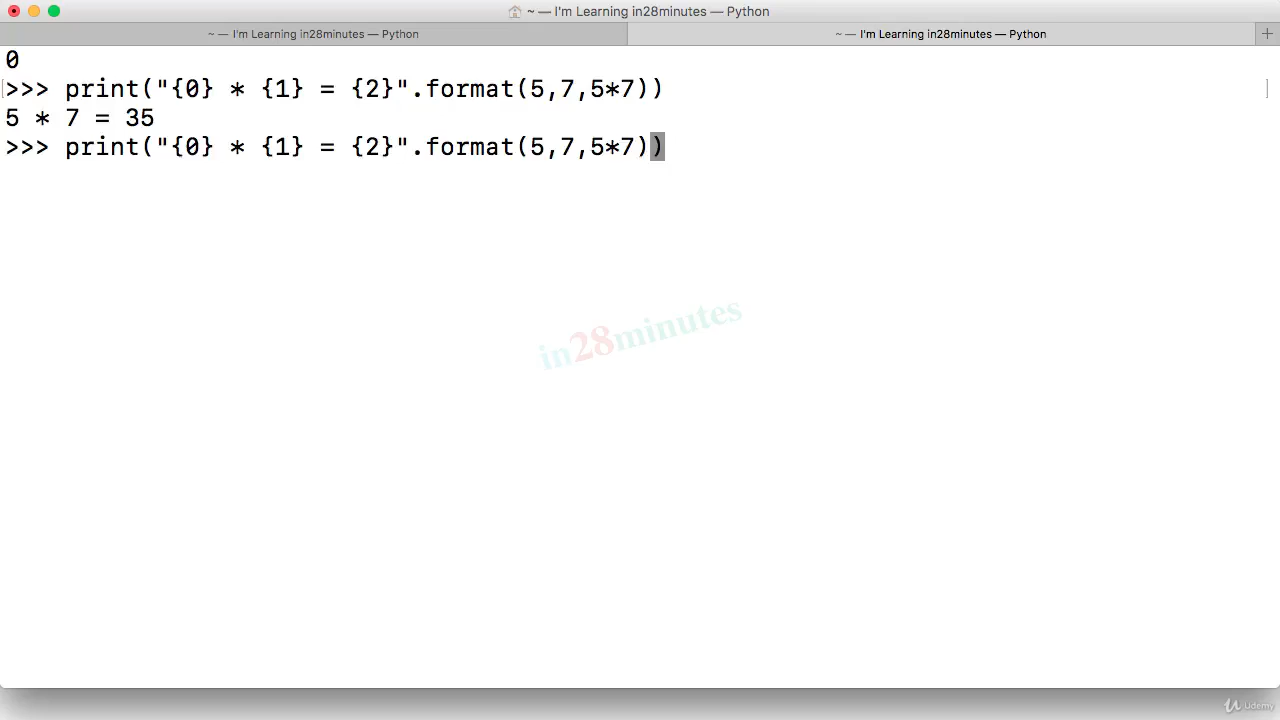 ~ — I'm Learning in28minutes — Python
~ — I'm Learning in28minutes — Python
~ — I'm Learning in28minutes — Python
+
0
>>> print("{0} * {1} = {2}".format(5,7,5*7))
5 * 7 = 35
>>> print("{0} * {1} = {2}".format(5,7,5*7))
in28minutes
Udemy